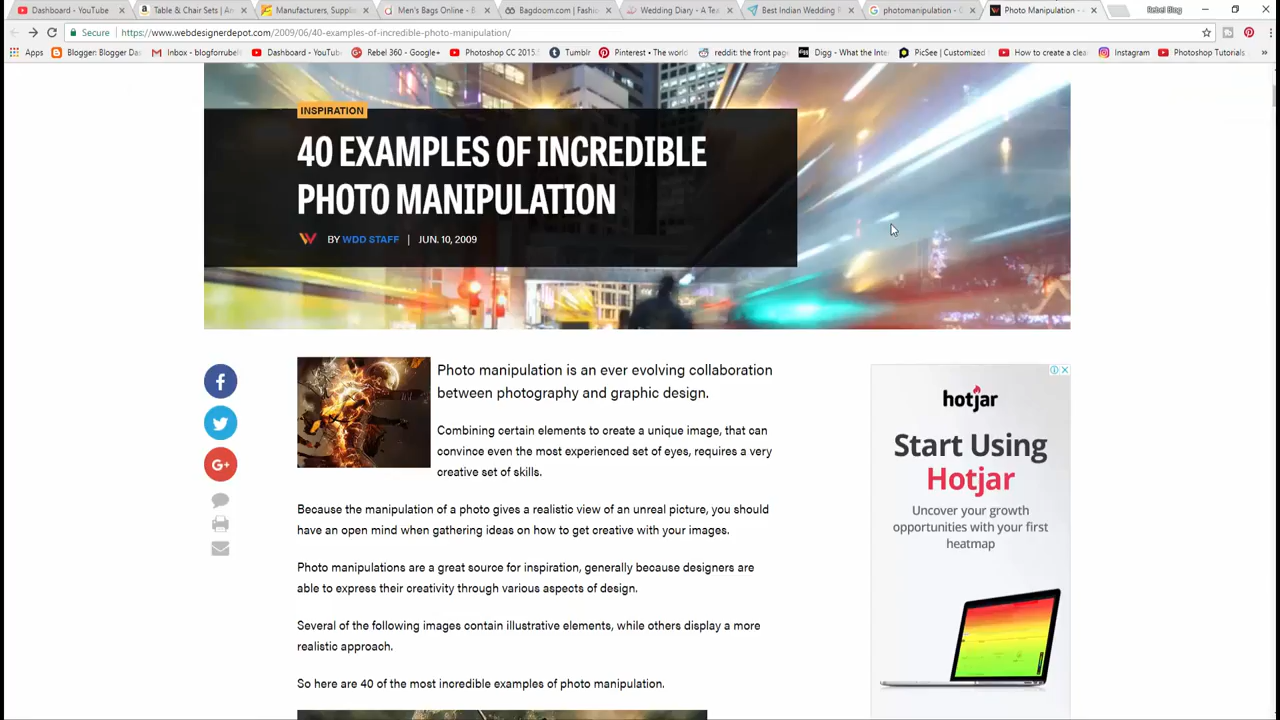 Dashboard - YouTube
Table & Chair Sets | An
Manufacturers, Supplie
Men's Bags Online - B
Bagdoom.com | Fashio
Wedding Diary - A Tea
Best Indian Wedding B
photomanipulation - G
Photo Manipulation - 4
Rebel Blog
Secure
https://www.webdesignerdepot.com/2009/06/40-examples-of-incredible-photo-manipulation/
Apps
Blogger: Blogger Das
Inbox - blogforrubel
Dashboard - YouTub
Rebel 360 - Google+
Photoshop CC 2015.
Tumblr
Pinterest • The world
reddit: the front page
Digg - What the Inte
PicSee | Community
How to create a clea
Instagram
Photoshop Tutorials
INSPIRATION
40 EXAMPLES OF INCREDIBLE
PHOTO MANIPULATION
BY WDD STAFF | JUN. 10, 2009
Photo manipulation is an ever evolving collaboration
between photography and graphic design.
Combining certain elements to create a unique image, that can
convince even the most experienced set of eyes, requires a very
creative set of skills.
Because the manipulation of a photo gives a realistic view of an unreal picture, you should
have an open mind when gathering ideas on how to get creative with your images.
Photo manipulations are a great source for inspiration, generally because designers are
able to express their creativity through various aspects of design.
Several of the following images contain illustrative elements, while others display a more
realistic approach.
So here are 40 of the most incredible examples of photo manipulation.
hotjar
Start Using
Hotjar
Uncover your growth
opportunities with your first
heatmap